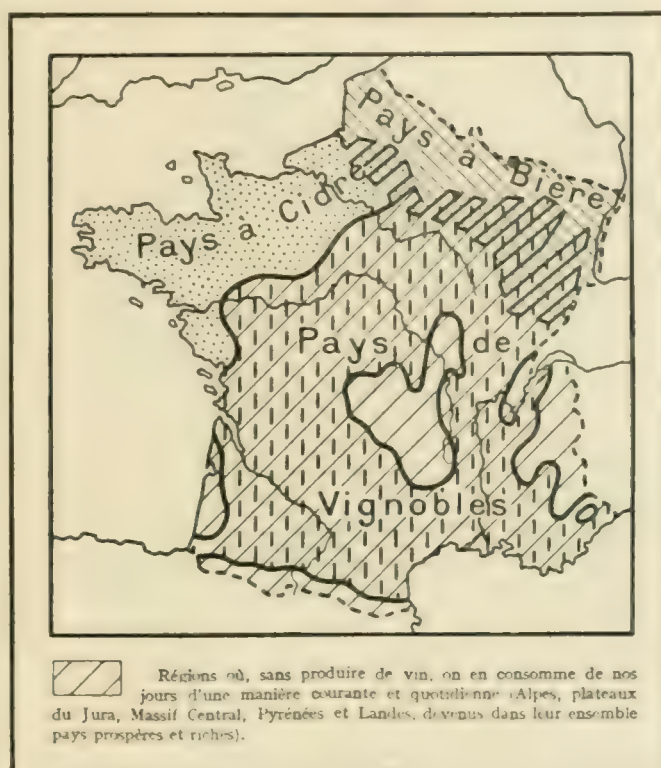 Pays à Bière
Pays à Cidre
Pays de
Vignobles
Régions où, sans produire de vin, on en consomme de nos
jours d'une manière courante et quotidienne (Alpes, plateaux
du Jura, Massif Central, Pyrénées et Landes, devenus dans leur ensemble
pays prospères et riches).